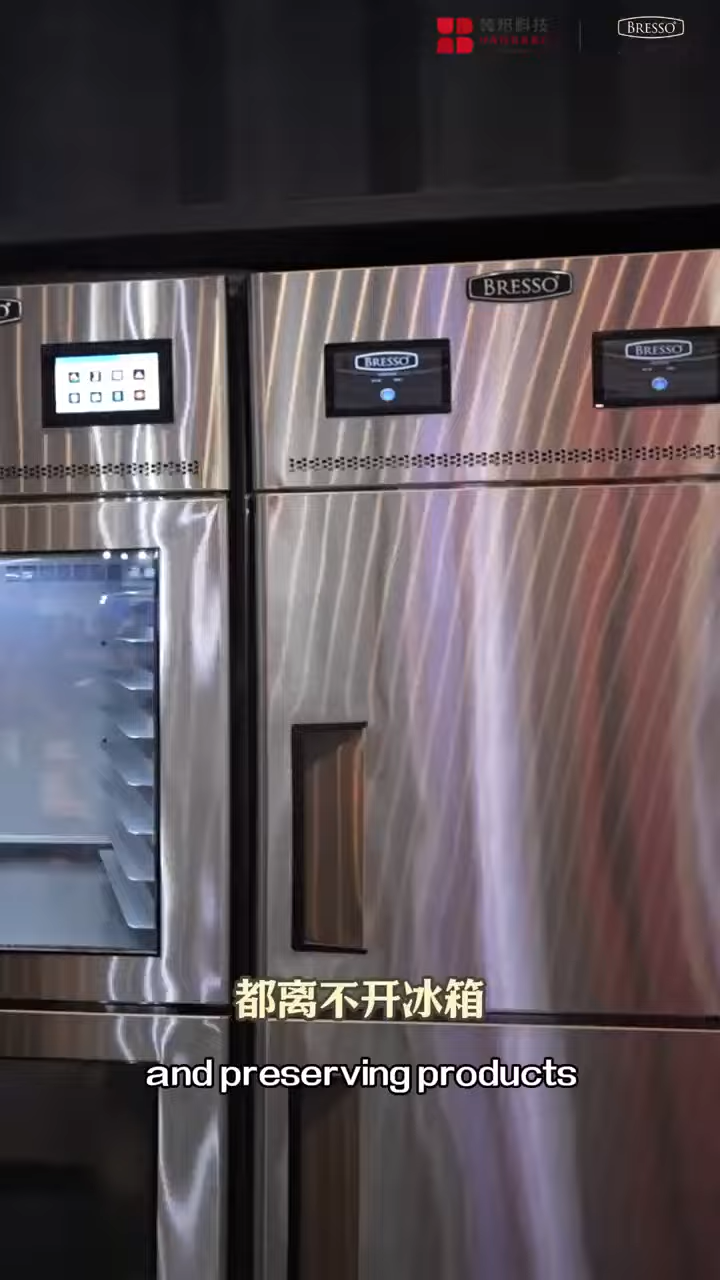 BRESSO
BRESSO
BRESSO
BRESSO
都离不开冰箱
and preserving products